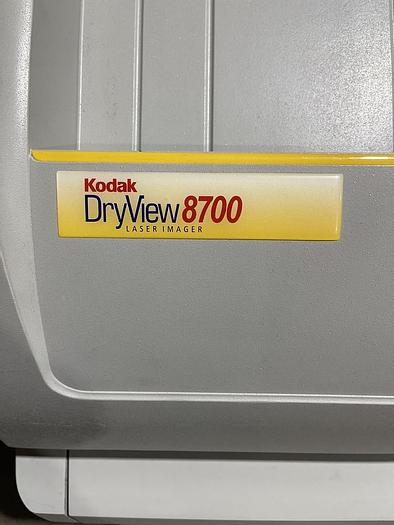 Kodak
DryView 8700
LASER IMAGER